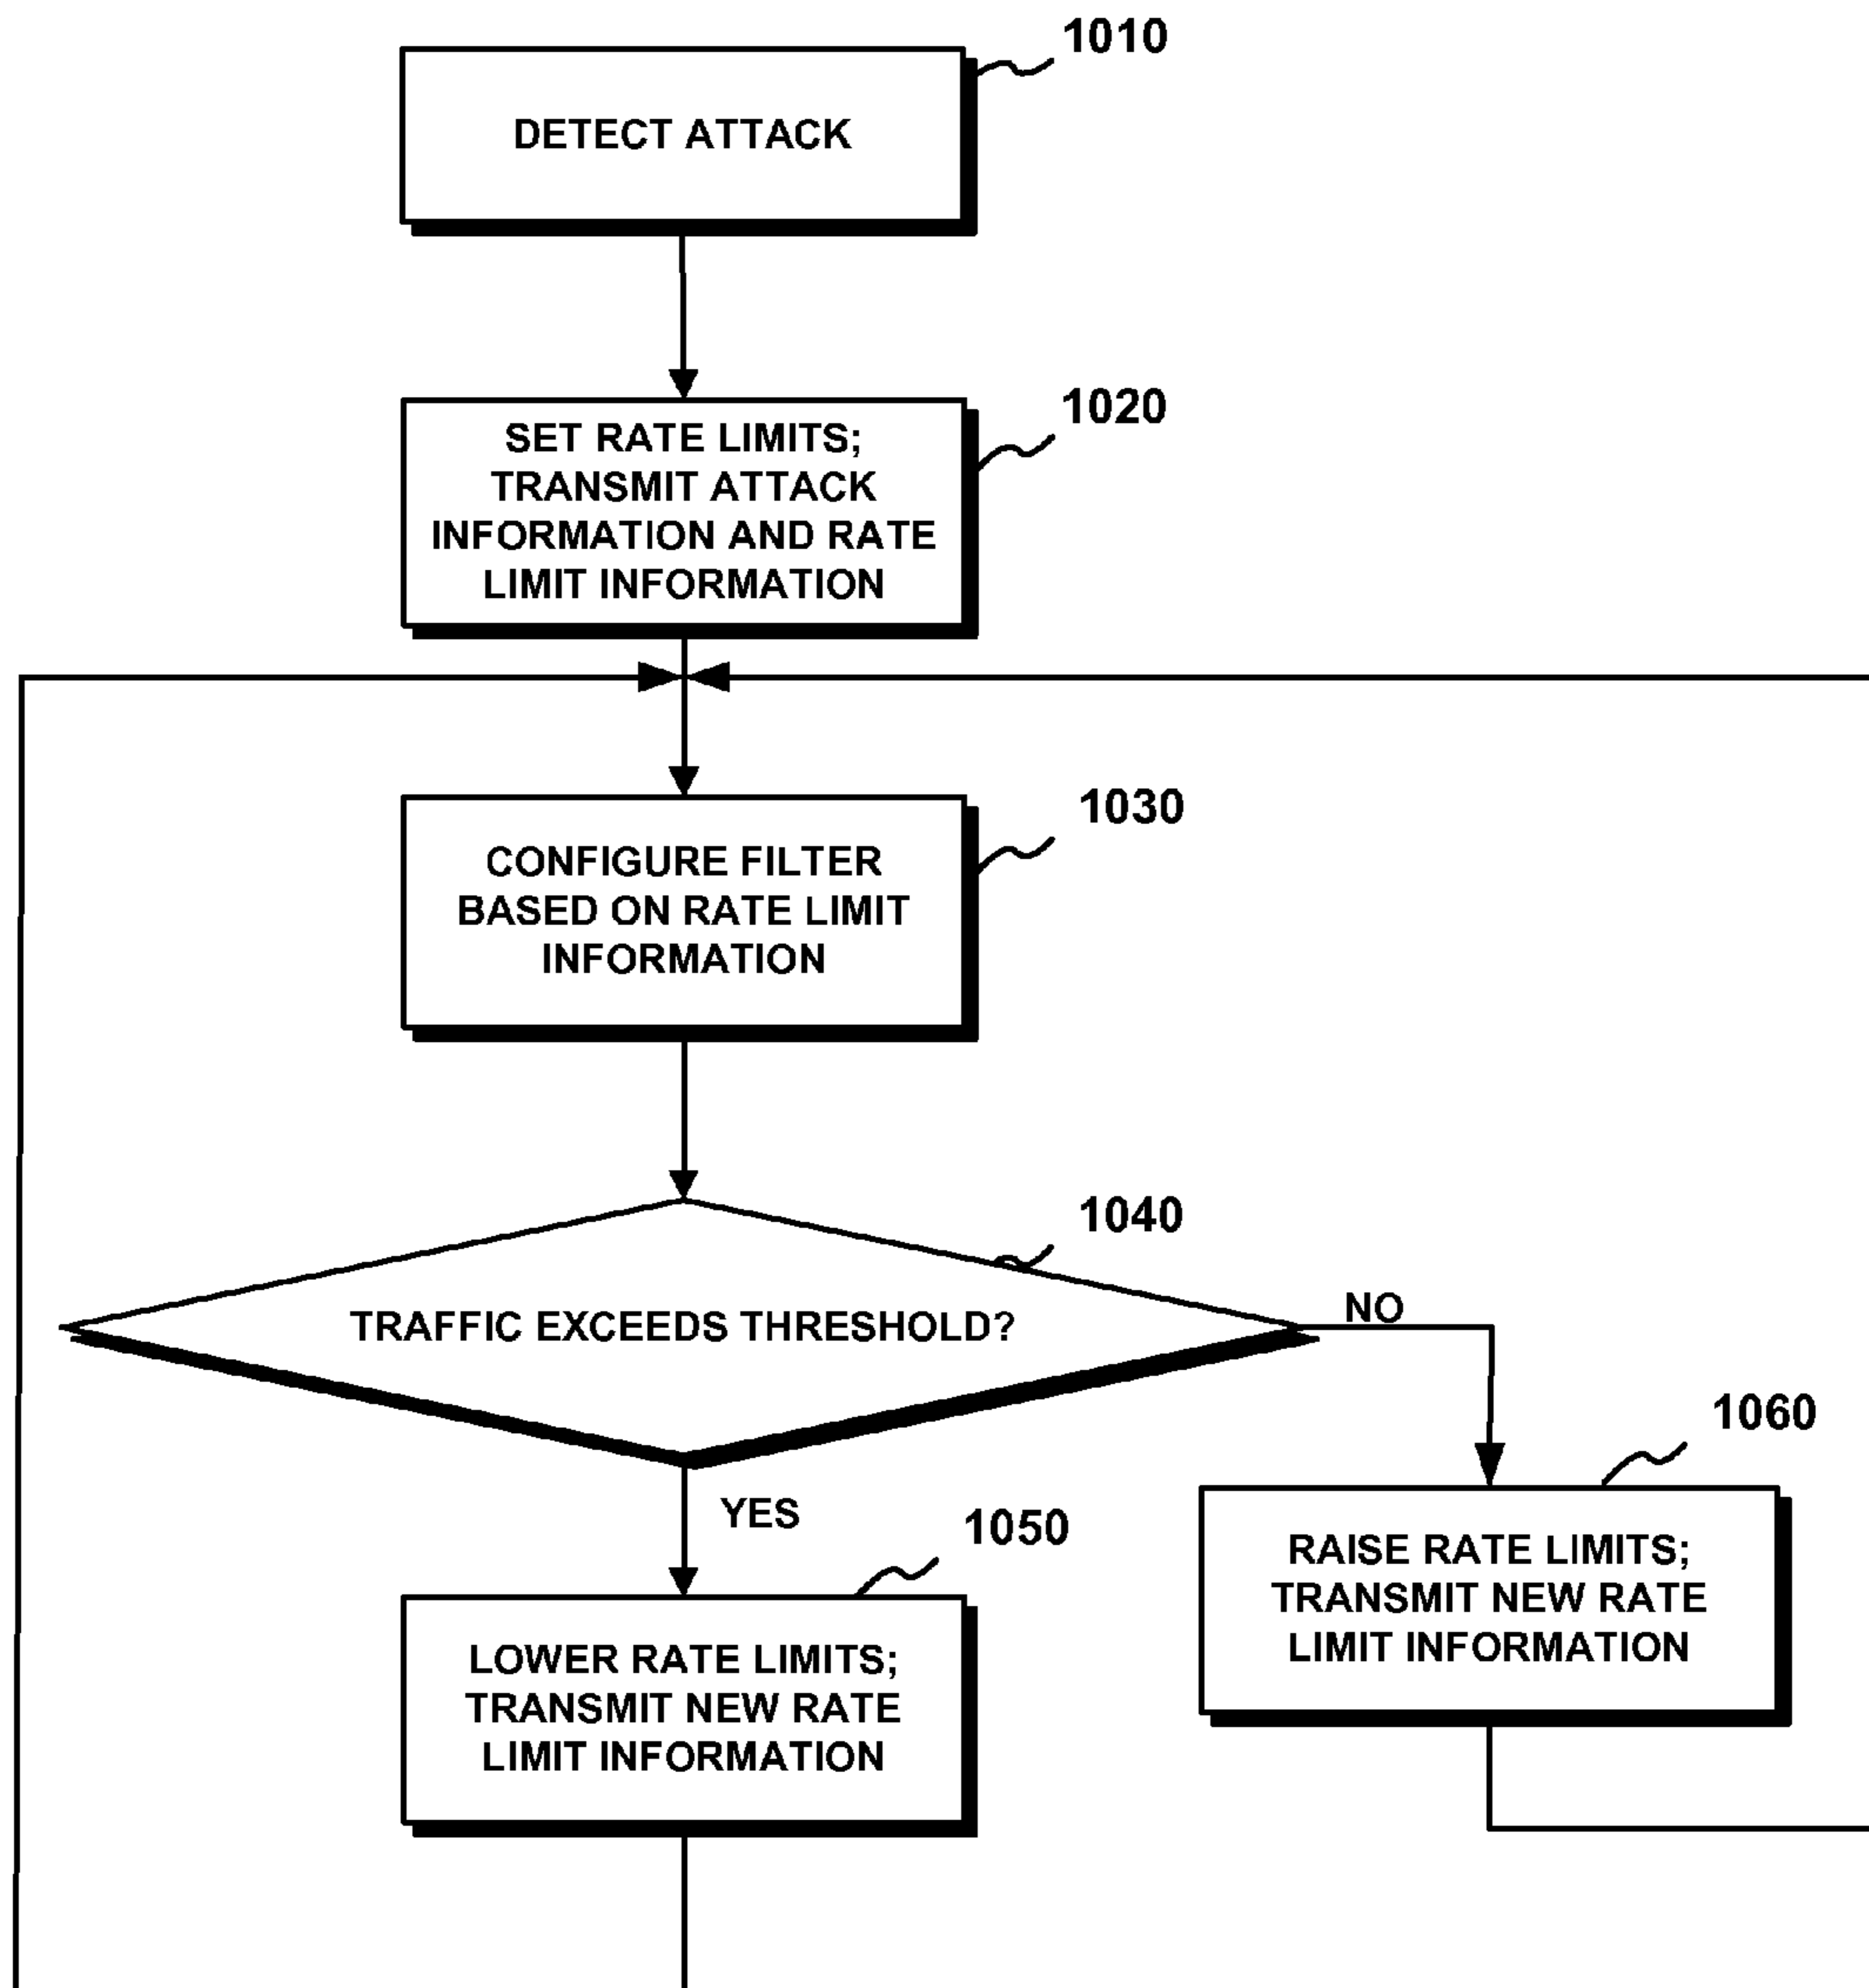 1010
DETECT ATTACK
1020
SET RATE LIMITS;
TRANSMIT ATTACK
INFORMATION AND RATE
LIMIT INFORMATION
1030
CONFIGURE FILTER
BASED ON RATE LIMIT
INFORMATION
1040
TRAFFIC EXCEEDS THRESHOLD?
NO
YES
1060
RAISE RATE LIMITS;
TRANSMIT NEW RATE
LIMIT INFORMATION
1050
LOWER RATE LIMITS;
TRANSMIT NEW RATE
LIMIT INFORMATION